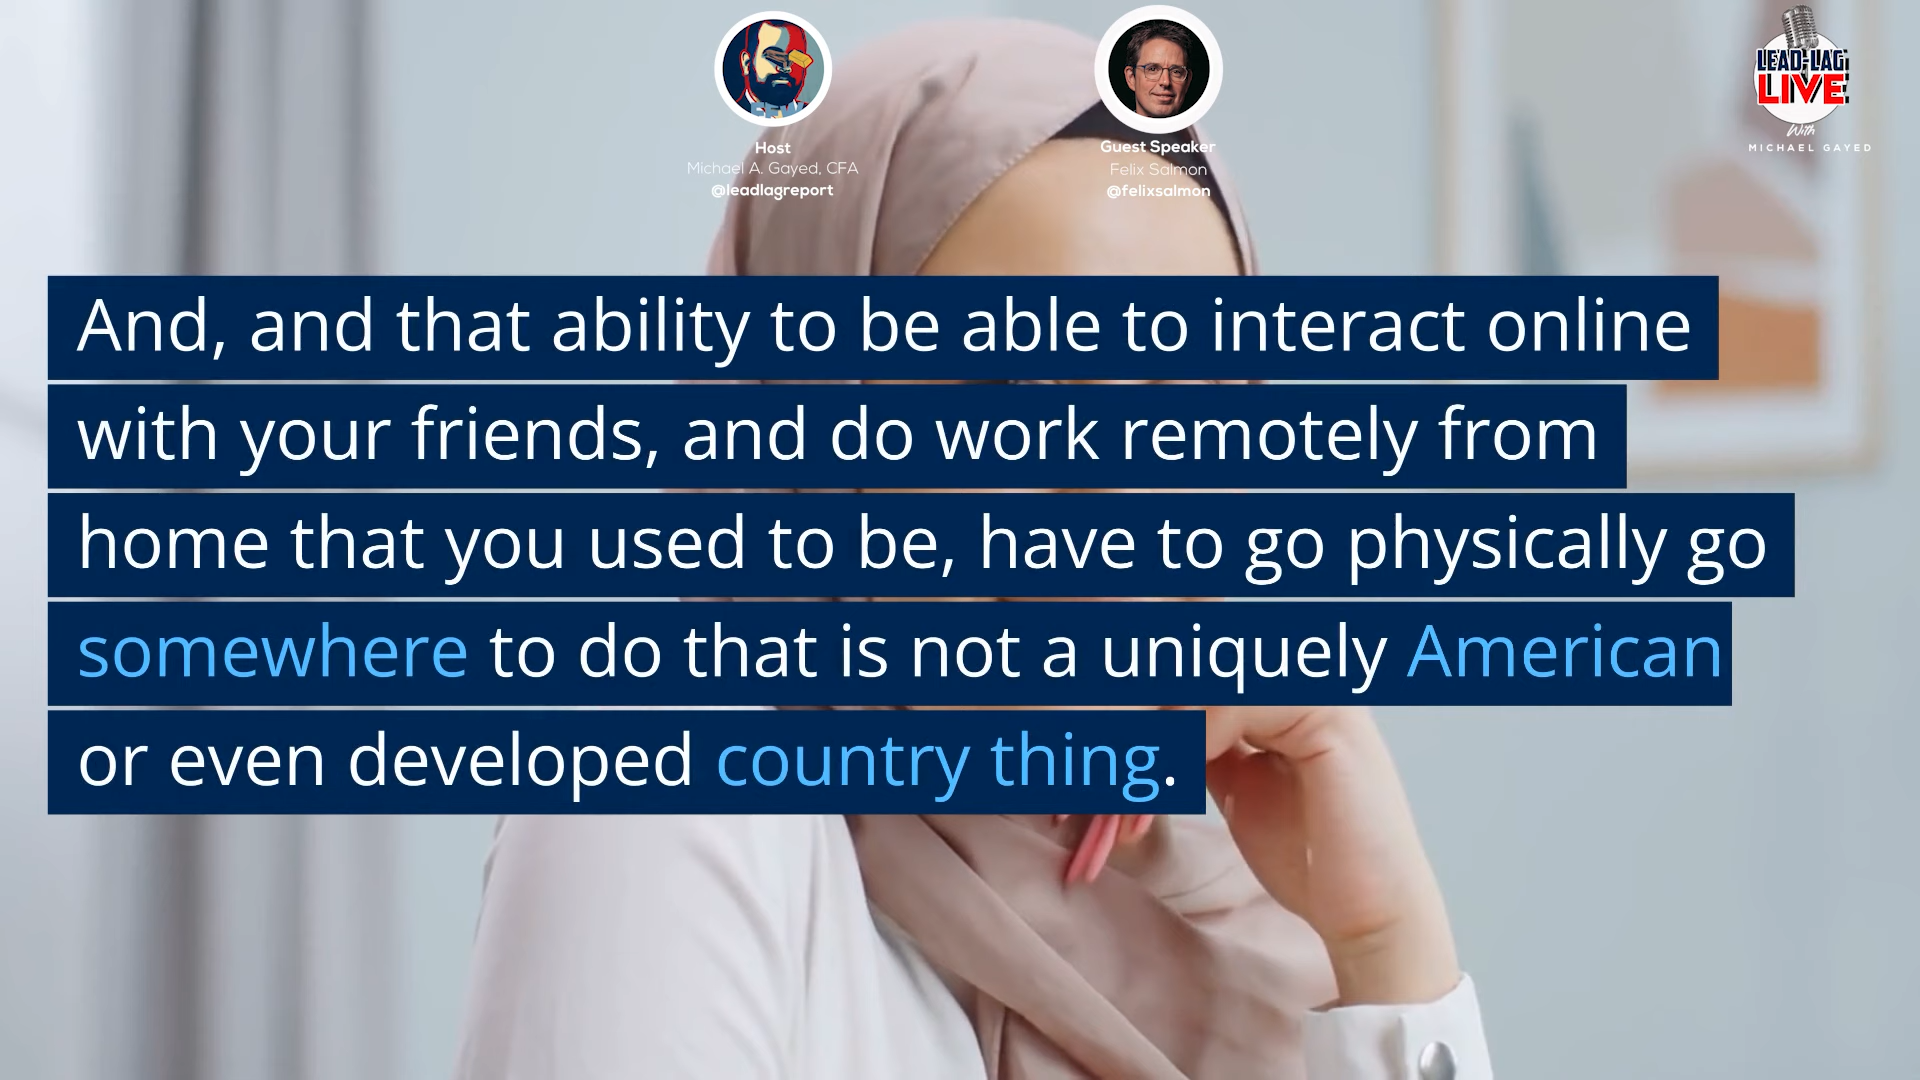 Host
Michael A. Gayed, CFA
@leadlagreport
Guest Speaker
Felix Salmon
@felixsalmon
LEAD-LAG
LIVE
With
MICHAEL GAYED
And, and that ability to be able to interact online
with your friends, and do work remotely from
home that you used to be, have to go physically go
somewhere to do that is not a uniquely American
or even developed country thing.